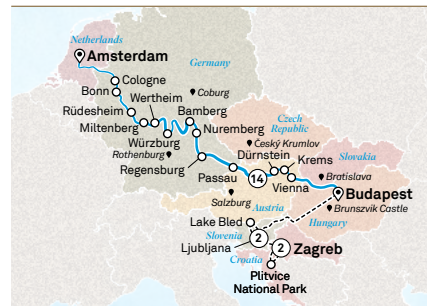 Netherlands
Amsterdam
Germany
Cologne
Bonn
Coburg
Wertheim
Rüdesheim
Bamberg
Miltenberg
Nuremberg
Czech
Republic
Würzburg
Český Krumlov
Rothenburg
Dürnstein
Krems
Slovakia
Regensburg
Passau
14
Vienna
Bratislava
Budapest
Salzburg
Brunszvik Castle
Austria
Lake Bled
Hungary
Slovenia
2
Ljubljana
2
Zagreb
Croatia
Plitvice
National Park